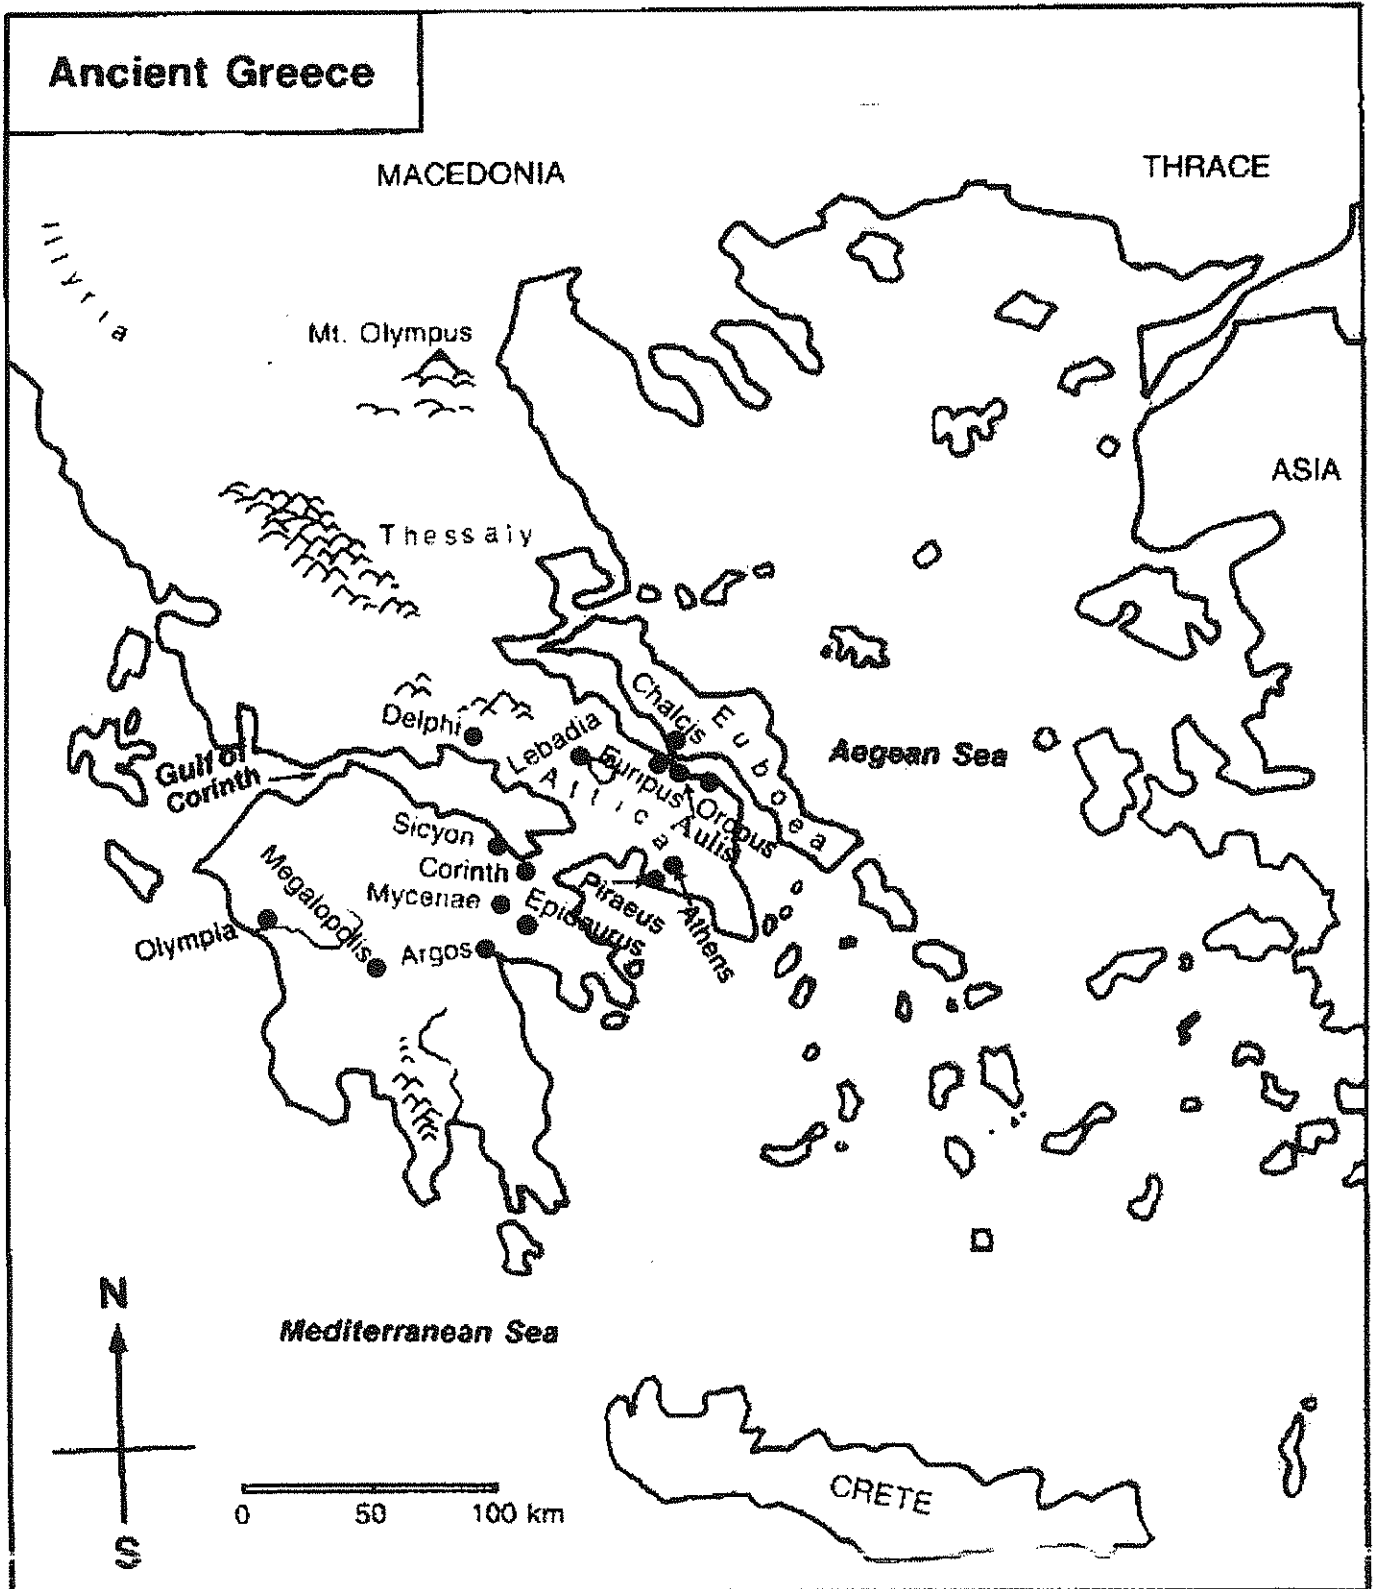 Ancient Greece
MACEDONIA
THRACE
Illyria
Mt. Olympus
ASIA
Thessaly
Chalcis
Euboea
Delphi
Lebadia
Aegean Sea
Gulf of
Corinth
Euripus
Attica
Oropus
Aulis
Sicyon
Corinth
Megalopolis
Mycenae
Piraeus
Epidaurus
Athens
Olympia
Argos
N
Mediterranean Sea
CRETE
0 50 100 km
S